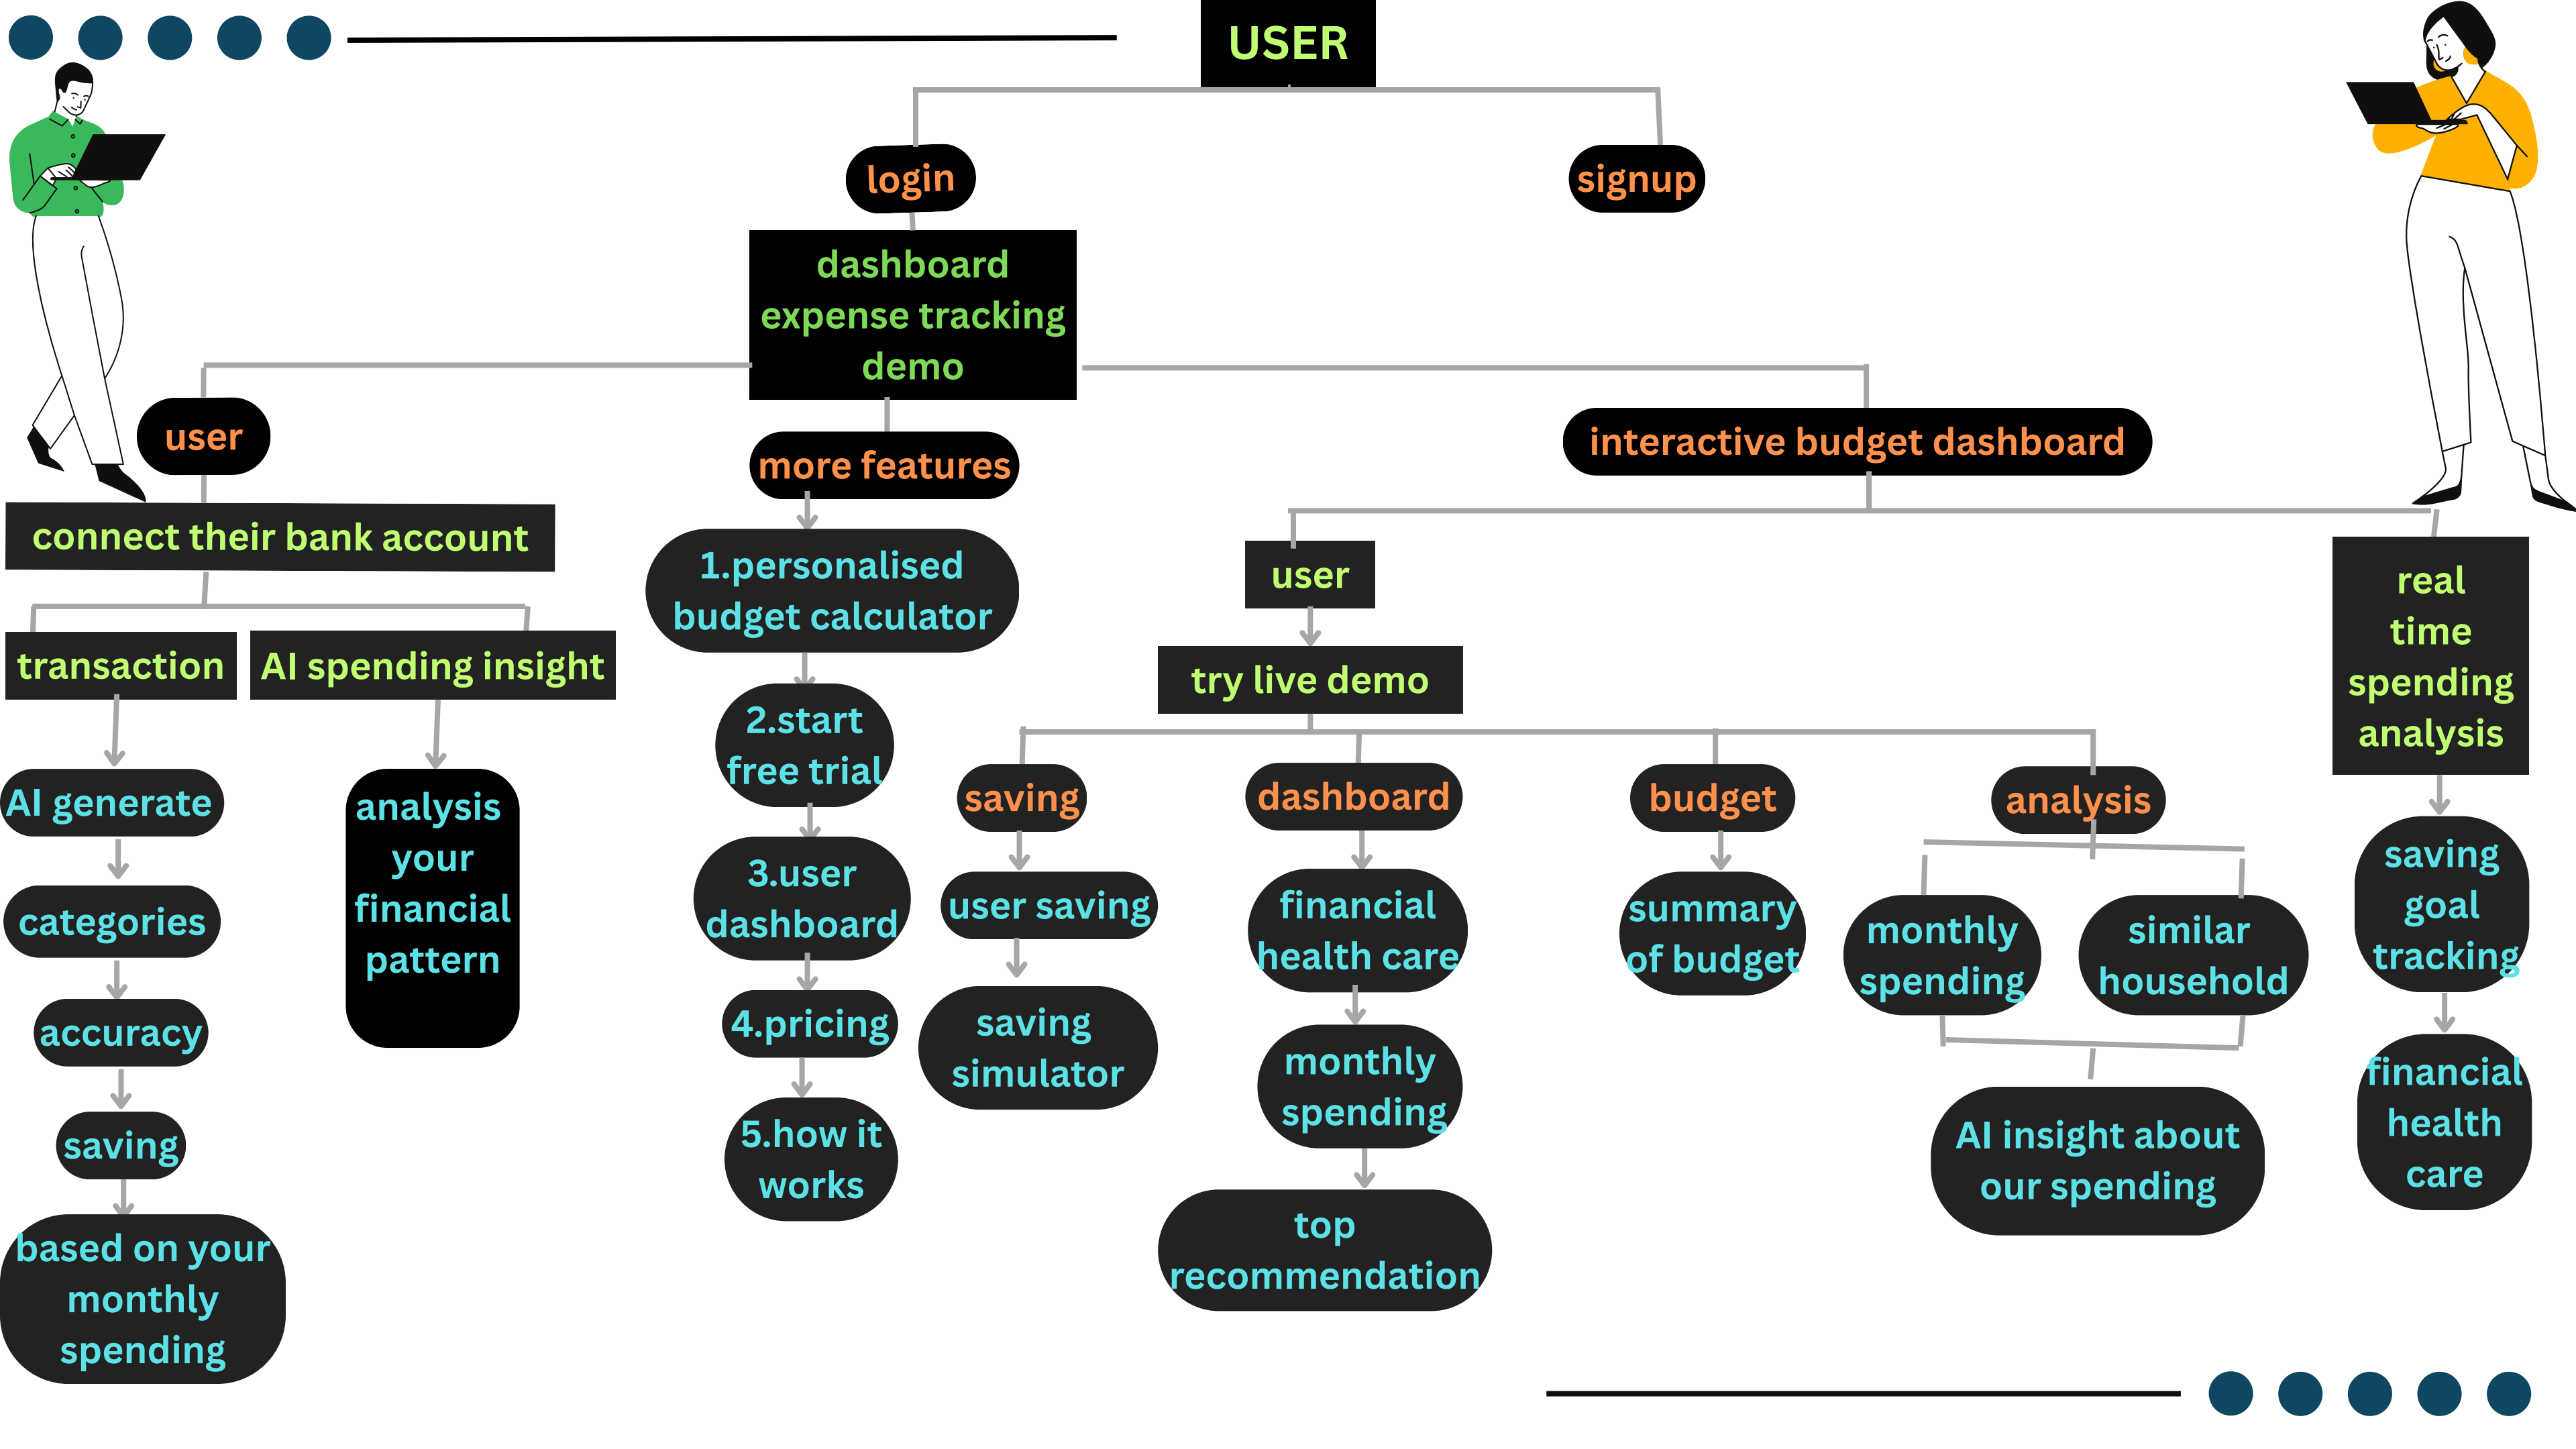 USER
login
signup
dashboard
expense tracking
demo
user
more features
interactive budget dashboard
connect their bank account
transaction
AI spending insight
AI generate
categories
accuracy
saving
based on your
monthly
spending
analysis
your
financial
pattern
1.personalised
budget calculator
2.start
free trial
3.user
dashboard
4.pricing
5.how it
works
user
try live demo
saving
user saving
saving
simulator
dashboard
financial
health care
monthly
spending
top
recommendation
budget
summary
of budget
analysis
monthly
spending
similar
household
AI insight about
our spending
real
time
spending
analysis
saving
goal
tracking
financial
health
care